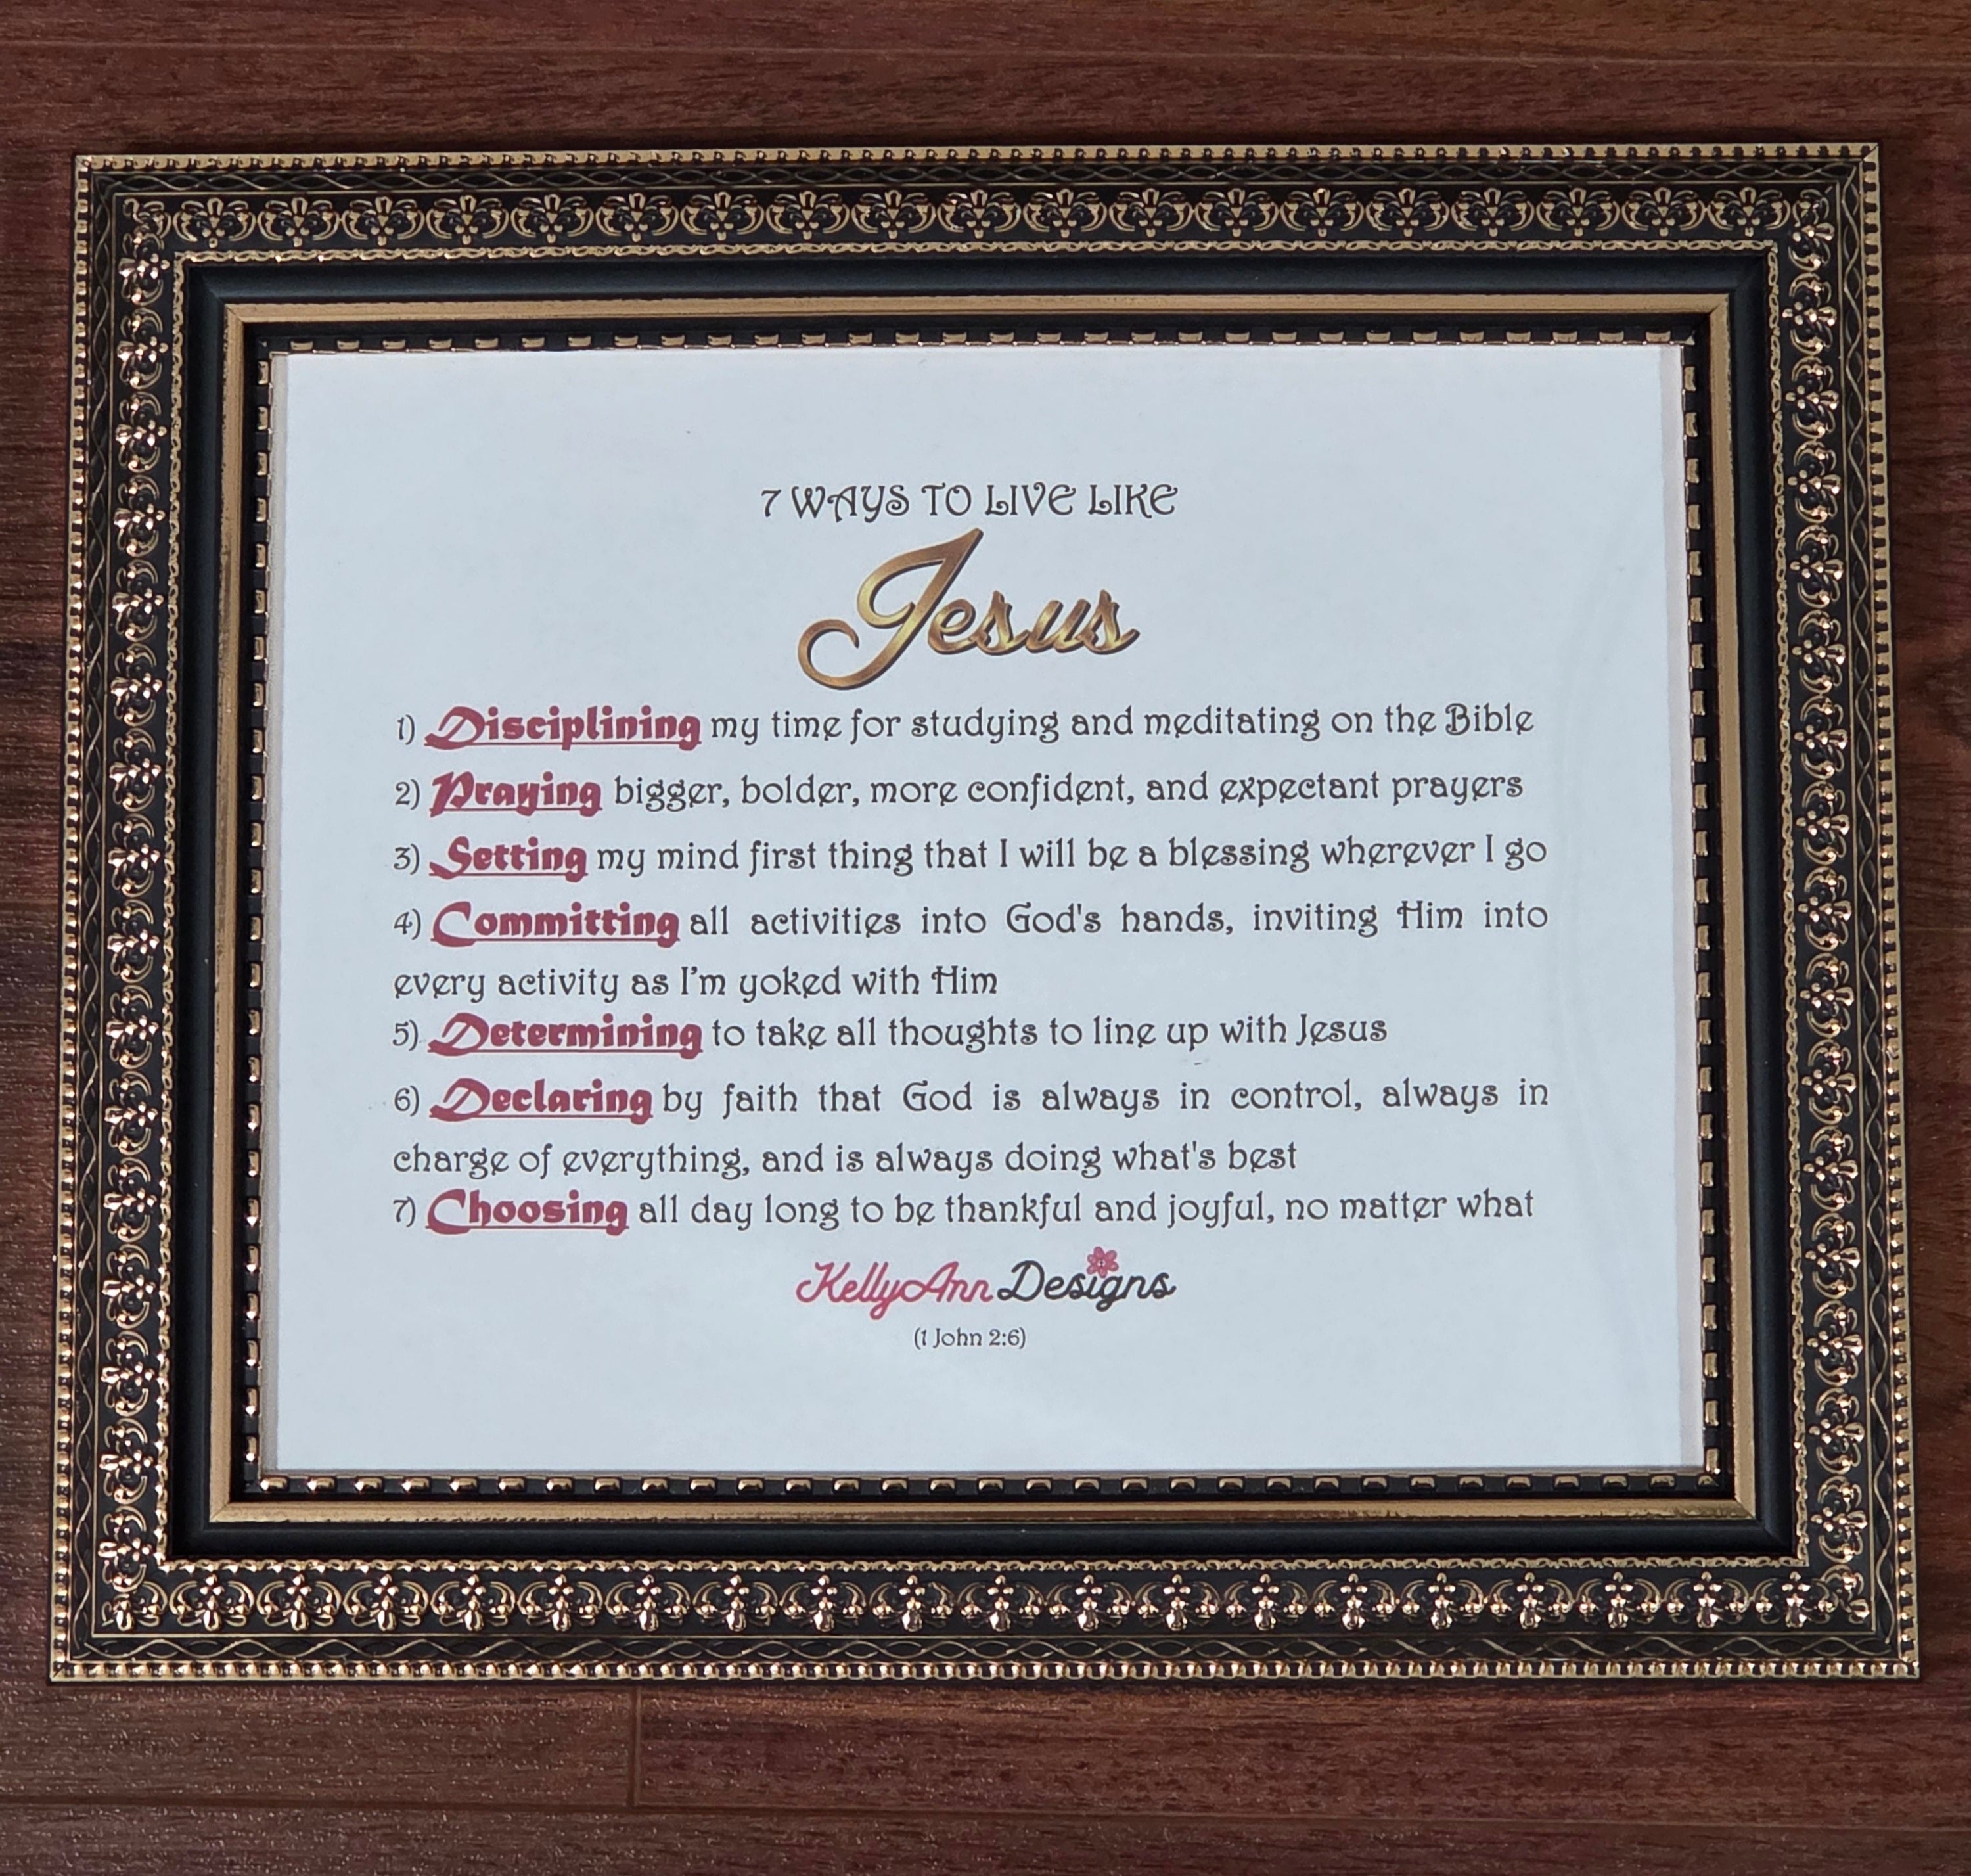 7 WAYS TO LIVE LIKE
Jesus
1) Disciplining my time for studying and meditating on the Bible
2) Praying bigger, bolder, more confident, and expectant prayers
3) Setting my mind first thing that I will be a blessing wherever I go
4) Committing all activities into God's hands, inviting Him into
every activity as I’m yoked with Him
5) Determining to take all thoughts to line up with Jesus
6) Declaring by faith that God is always in control, always in
charge of everything, and is always doing what's best
7) Choosing all day long to be thankful and joyful, no matter what
KellyAnn Designs
(1 John 2:6)